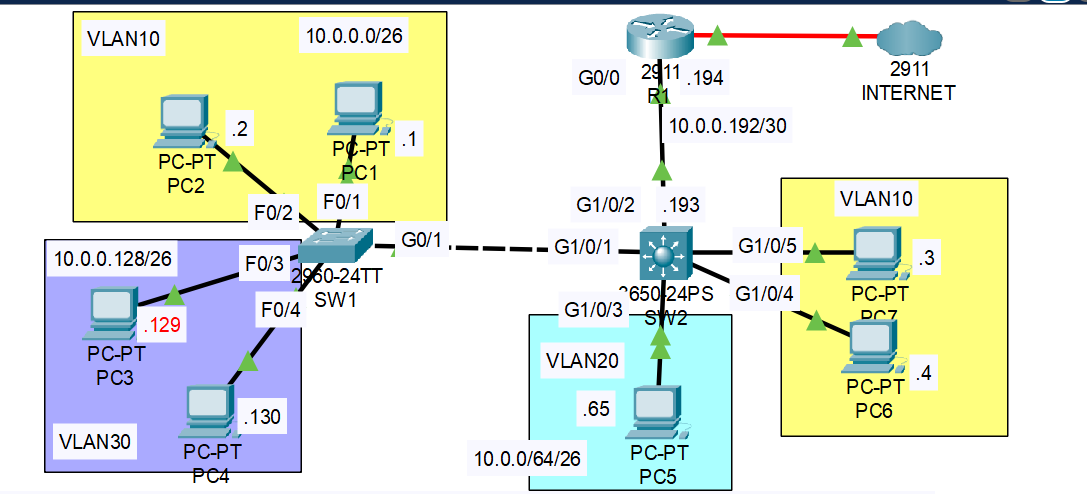 VLAN10
10.0.0.0/26
.2
.1
PC-PT
PC2
PC-PT
PC1
F0/2
F0/1
G0/0
2911
R1
.194
2911
INTERNET
10.0.0.192/30
G1/0/2
.193
G0/1
G1/0/1
2960-24TT
SW1
3650-24PS
SW2
10.0.0.128/26
F0/3
F0/4
.129
PC-PT
PC3
.130
PC-PT
PC4
VLAN30
G1/0/3
VLAN20
.65
PC-PT
PC5
10.0.0/64/26
VLAN10
G1/0/5
.3
PC-PT
PC7
G1/0/4
.4
PC-PT
PC6